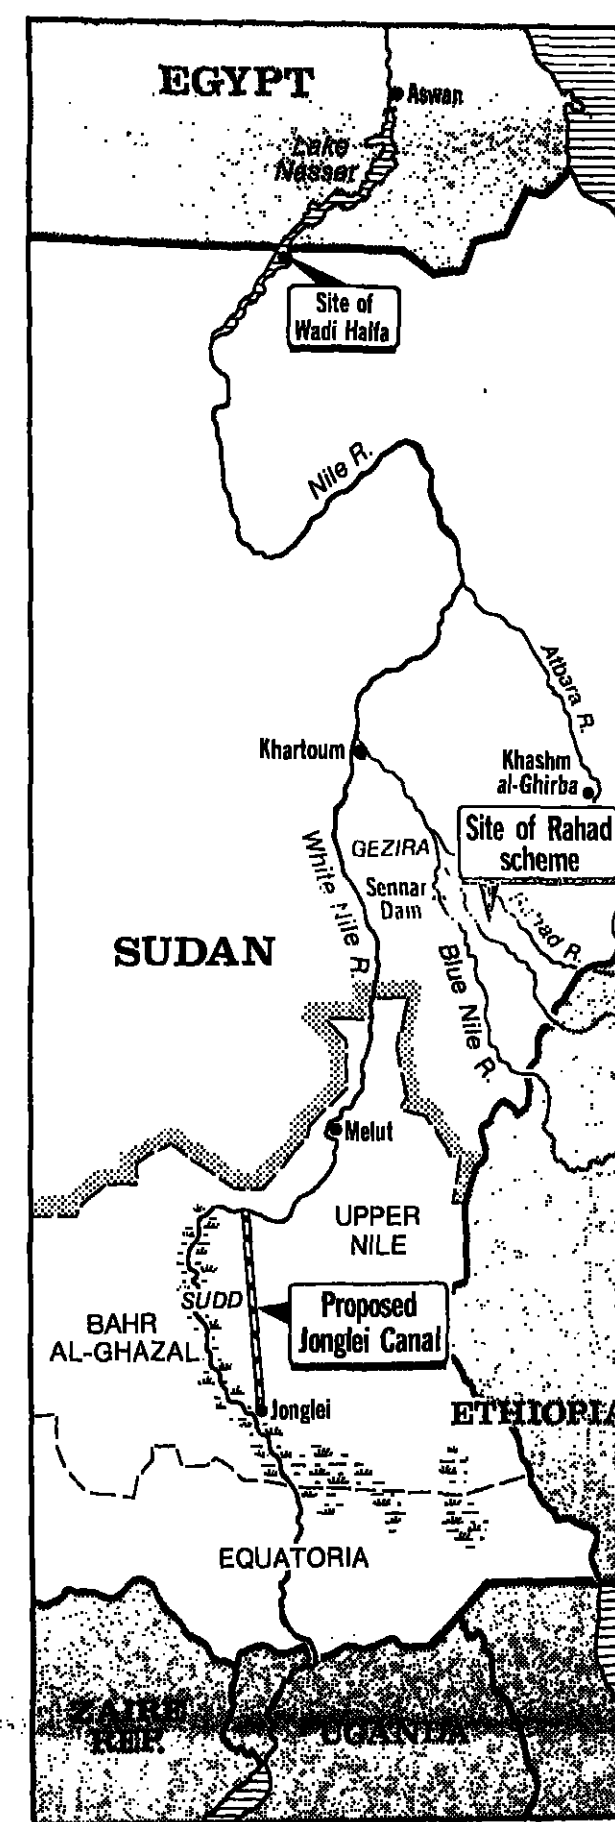 EGYPT
Aswan
Lake
Nasser
Site of
Wadi Halfa
Nile R.
Atbara R.
Khartoum
Khashm
al-Ghirba
Site of Rahad
scheme
GEZIRA
White Nile R.
Sennar
Dam
Rahad R.
SUDAN
Blue Nile R.
Melut
UPPER
NILE
SUDD
Proposed
Jonglei Canal
BAHR
AL-GHAZAL
Jonglei
ETHIOPIA
EQUATORIA
ZAIRE
REP.
UGANDA